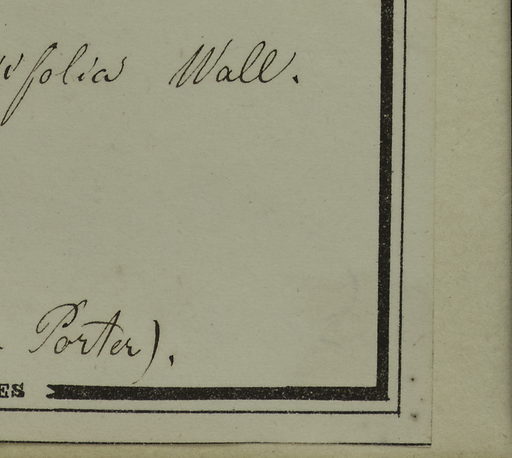 folia Wall.
Porter).
ES